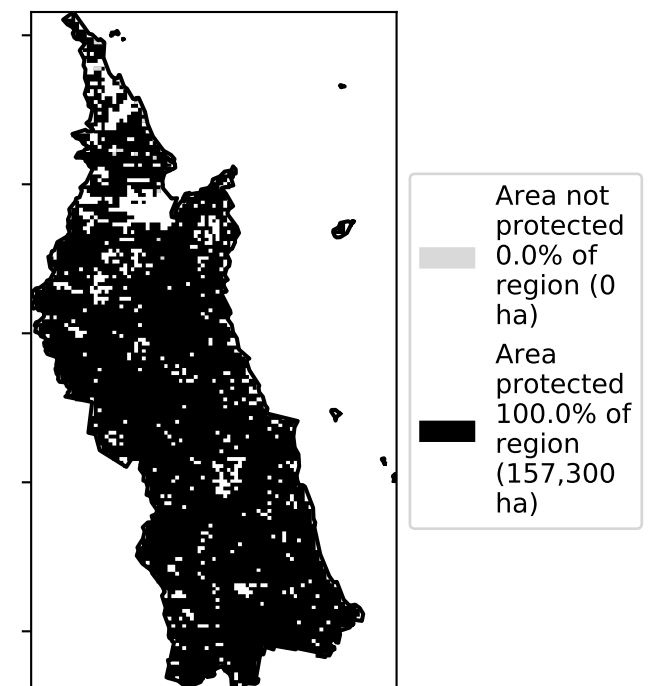 Area not
protected
0.0% of
region (0
ha)
Area
protected
100.0% of
region
(157,300
ha)